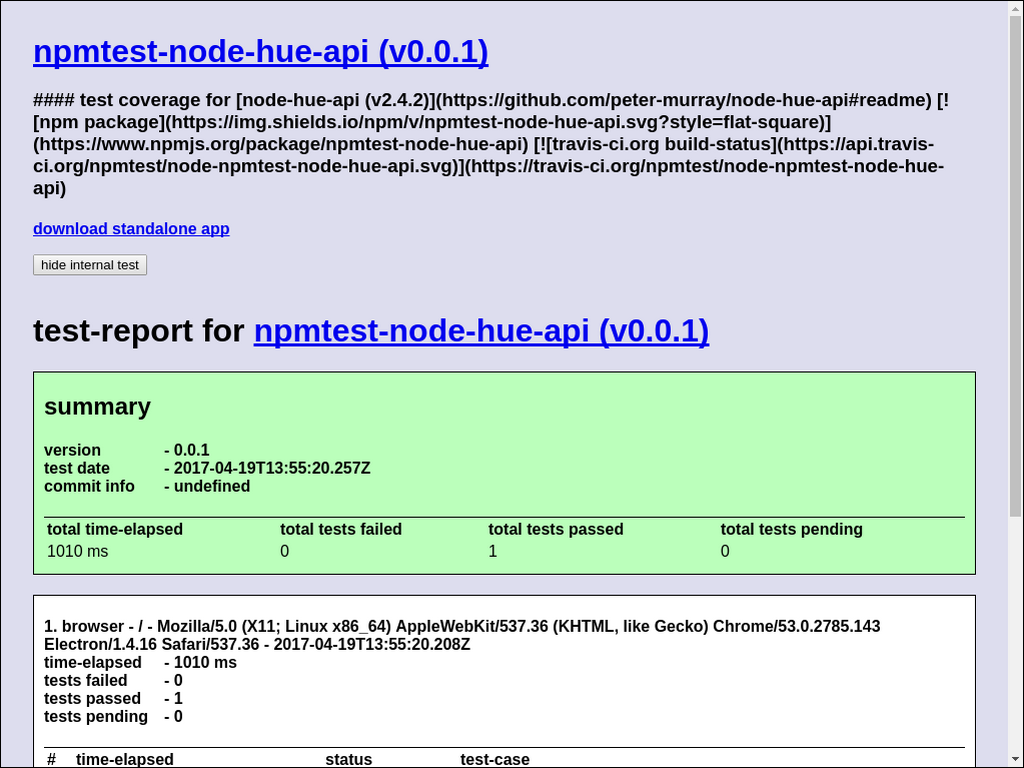 npmtest-node-hue-api (v0.0.1)
#### test coverage for [node-hue-api (v2.4.2)](https://github.com/peter-murray/node-hue-api#readme) [!
[npm package](https://img.shields.io/npm/v/npmtest-node-hue-api.svg?style=flat-square)]
(https://www.npmjs.org/package/npmtest-node-hue-api) [![travis-ci.org build-status](https://api.travis-
ci.org/npmtest/node-npmtest-node-hue-api.svg)](https://travis-ci.org/npmtest/node-npmtest-node-hue-
api)
download standalone app
hide internal test
test-report for npmtest-node-hue-api (v0.0.1)
summary
version - 0.0.1
test date - 2017-04-19T13:55:20.257Z
commit info - undefined
total time-elapsed total tests failed total tests passed total tests pending
1010 ms 0 1 0
1. browser - / - Mozilla/5.0 (X11; Linux x86_64) AppleWebKit/537.36 (KHTML, like Gecko) Chrome/53.0.2785.143
Electron/1.4.16 Safari/537.36 - 2017-04-19T13:55:20.208Z
time-elapsed - 1010 ms
tests failed - 0
tests passed - 1
tests pending - 0
# time-elapsed status test-case